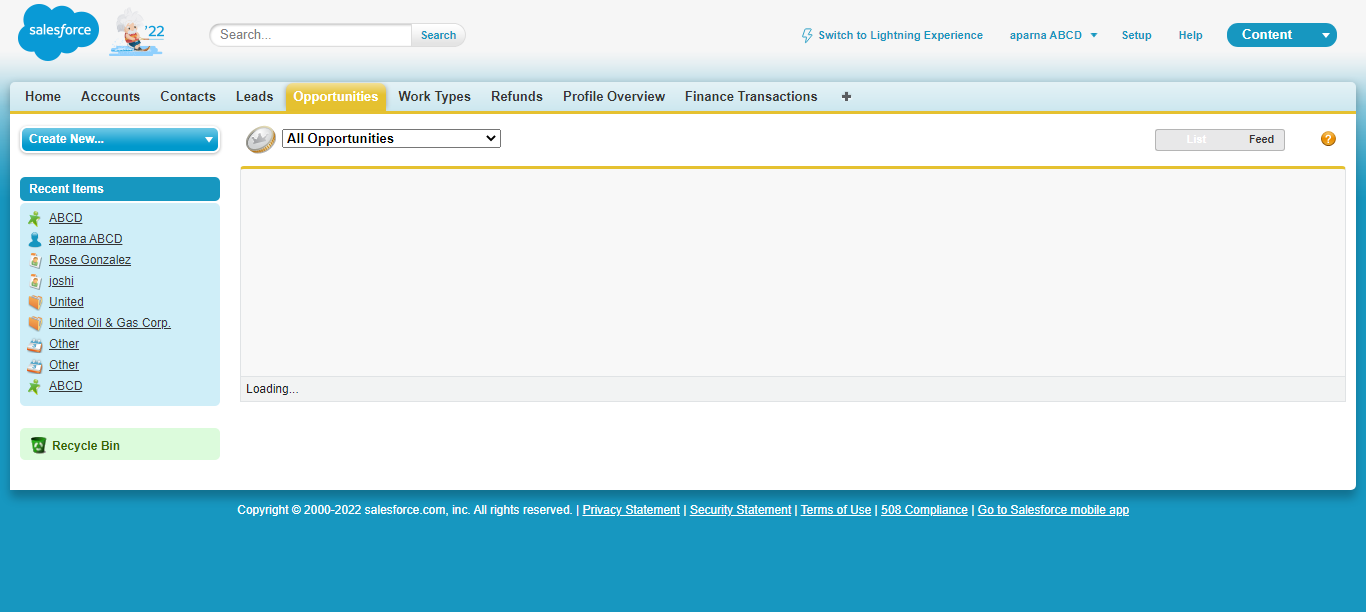 salesforce
'22
Search...
Search
Switch to Lightning Experience
aparna ABCD
Setup
Help
Content
Home
Accounts
Contacts
Leads
Opportunities
Work Types
Refunds
Profile Overview
Finance Transactions
+
Create New...
All Opportunities
List
Feed
?
Recent Items
ABCD
aparna ABCD
Rose Gonzalez
joshi
United
United Oil & Gas Corp.
Other
Other
ABCD
Loading...
Recycle Bin
Copyright © 2000-2022 salesforce.com, inc. All rights reserved. | Privacy Statement | Security Statement | Terms of Use | 508 Compliance | Go to Salesforce mobile app